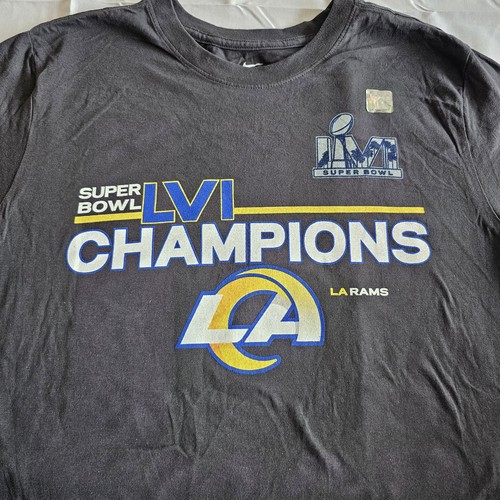 LVI
SUPER BOWL
SUPER
BOWL
LVI
CHAMPIONS
LA RAMS
LA